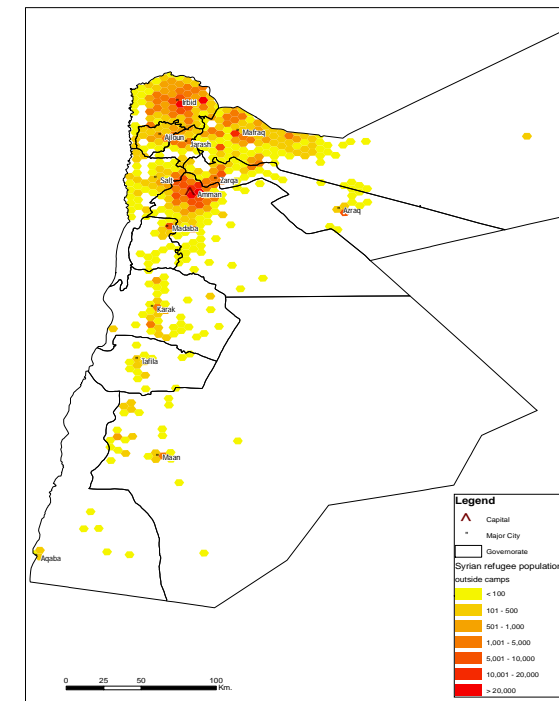 Irbid
Mafraq
Ajloun
Jarash
Salt
Zarqa
Amman
Azraq
Madaba
Karak
Tafila
Maan
Aqaba
Legend
Capital
Major City
Governorate
Syrian refugee population
outside camps
< 100
101 - 500
501 - 1,000
1,001 - 5,000
5,001 - 10,000
10,001 - 20,000
> 20,000
0 25 50 100
Km.